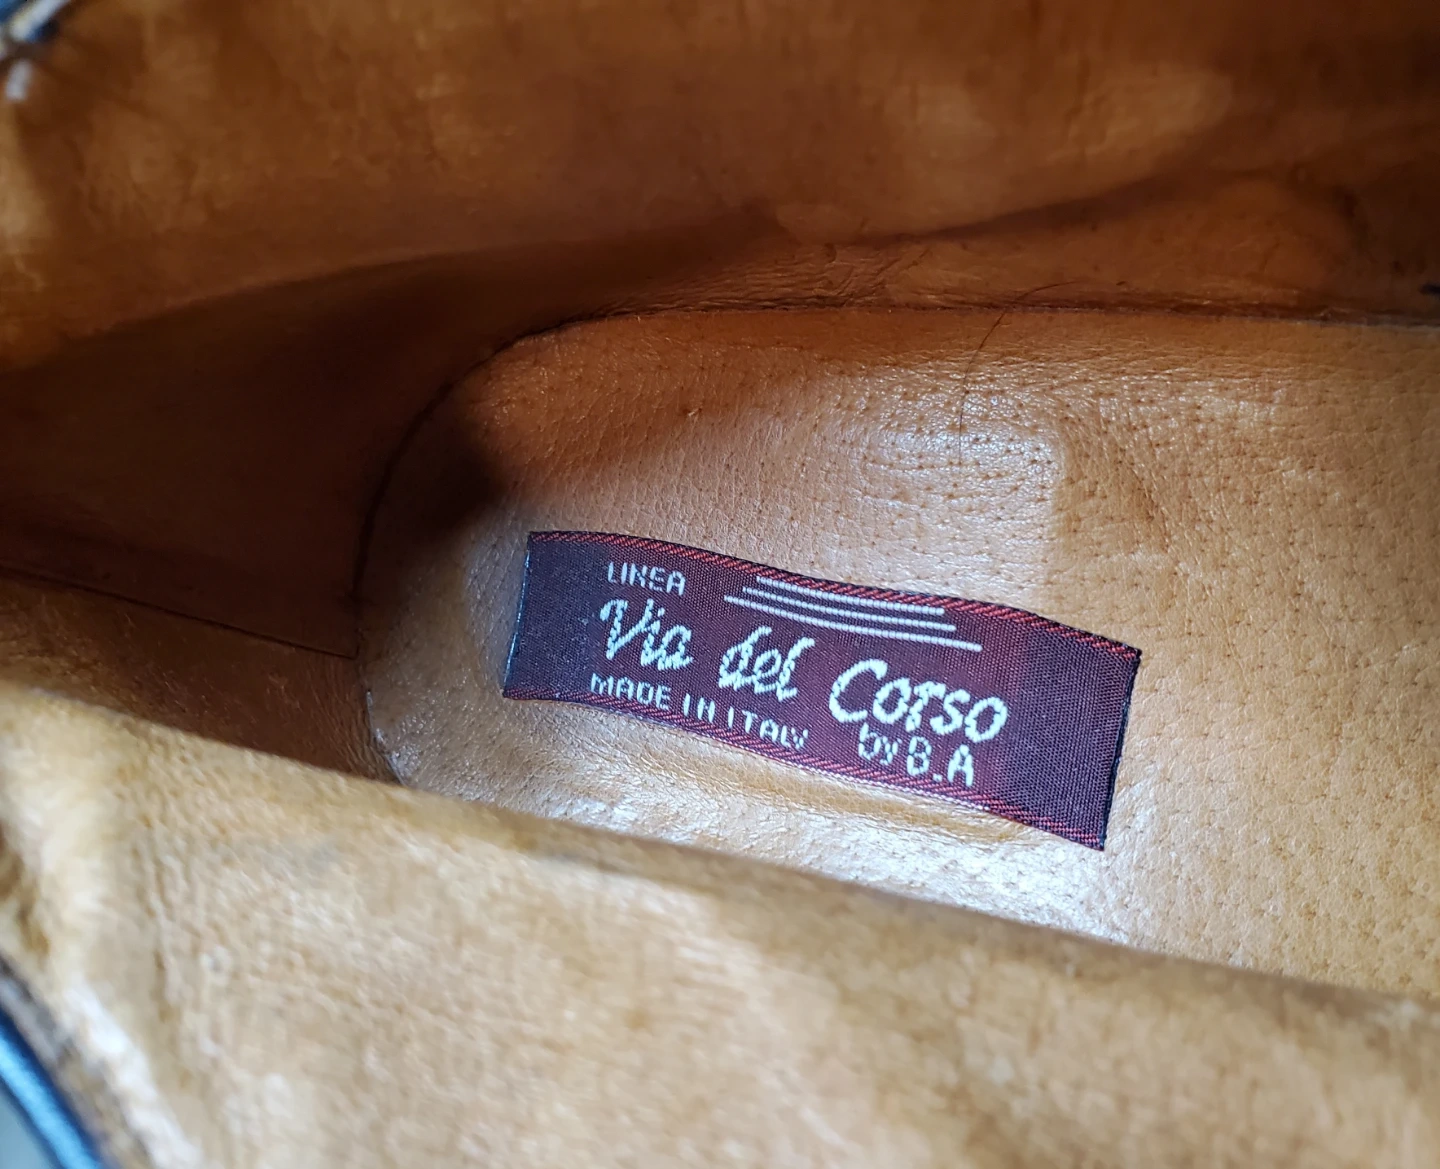 LINEA
Via del Corso
MADE IN ITALY
by B.A